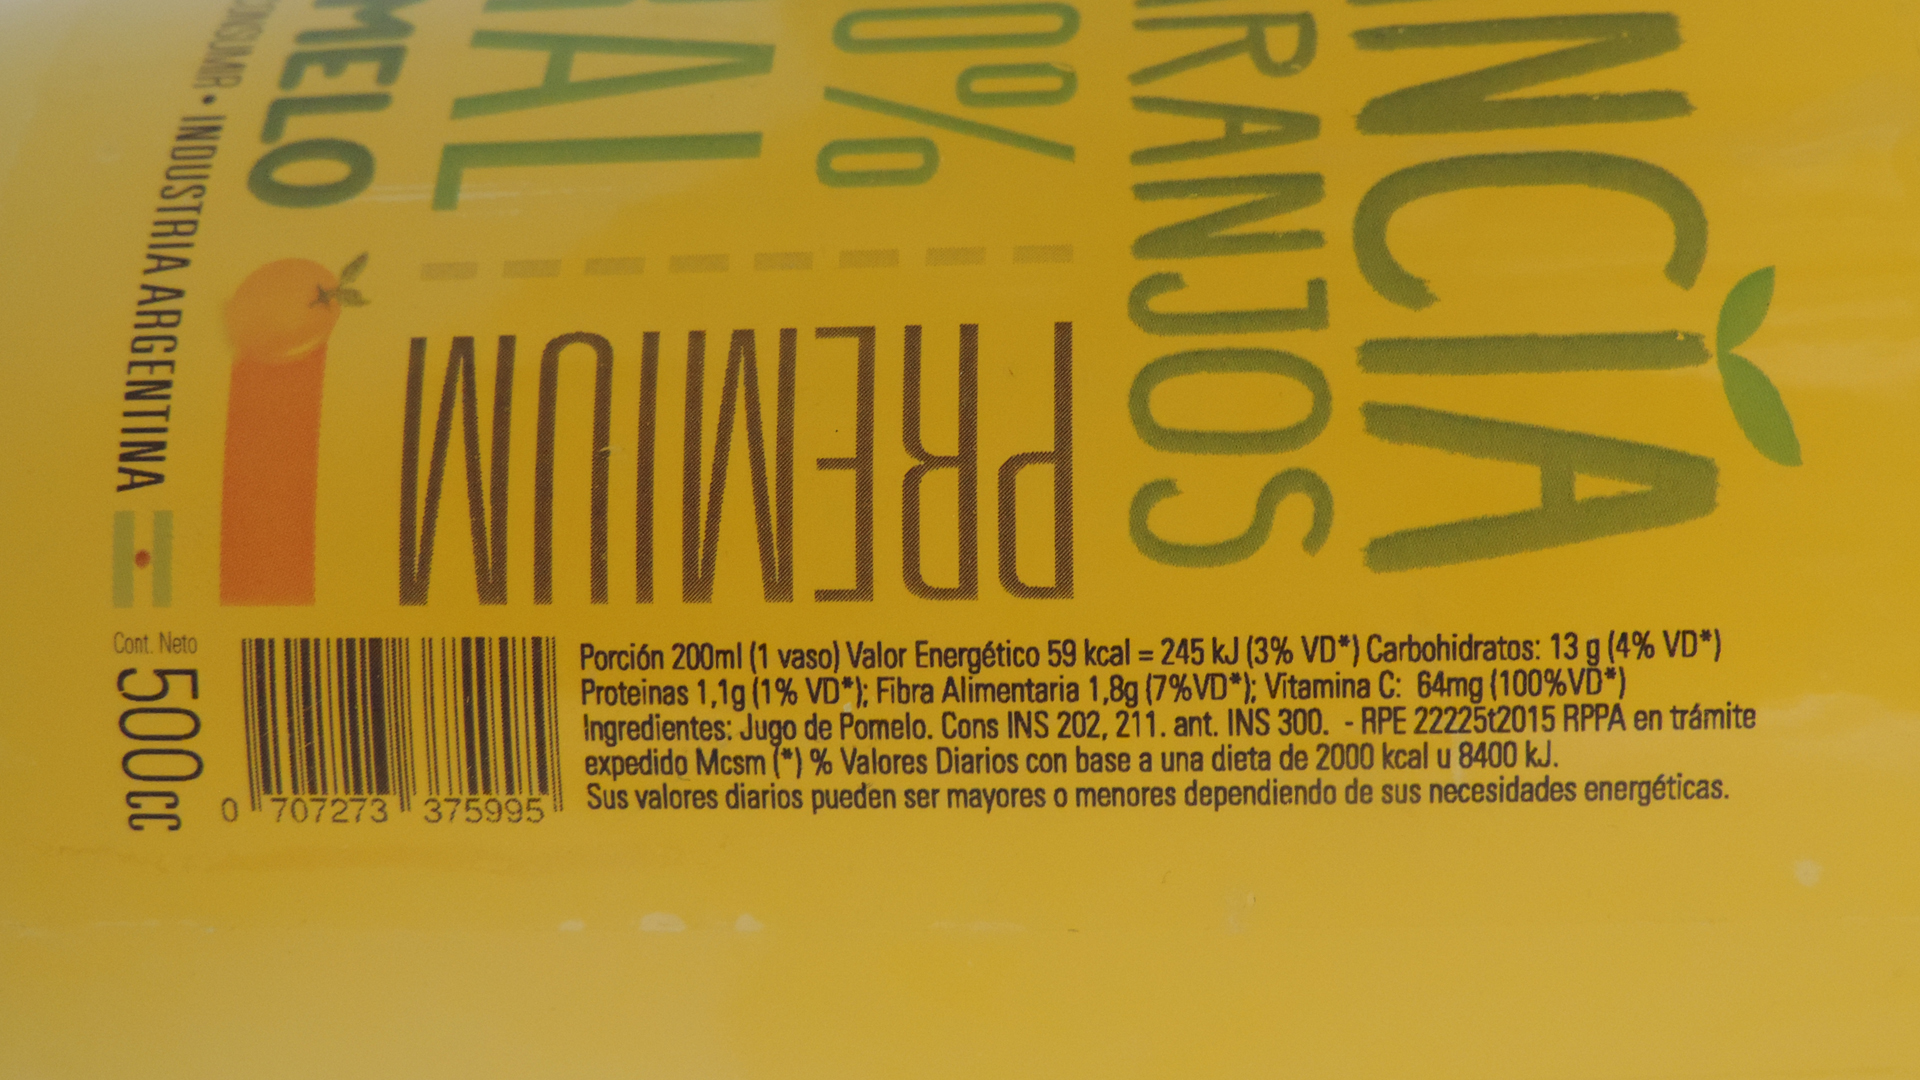 INDUSTRIA ARGENTINA
0%
PREMIUM
Cont. Neto
500cc
0 707273 375995
Porción 200ml (1 vaso) Valor Energético 59 kcal = 245 kJ (3% VD*) Carbohidratos: 13 g (4% VD*)
Proteinas 1,1g (1% VD*); Fibra Alimentaria 1,8g (7%VD*); Vitamina C: 64mg (100%VD*)
Ingredientes: Jugo de Pomelo. Cons INS 202, 211. ant. INS 300. - RPE 22225t2015 RPPA en trámite
expedido Mcsm (*) % Valores Diarios con base a una dieta de 2000 kcal u 8400 kJ.
Sus valores diarios pueden ser mayores o menores dependiendo de sus necesidades energéticas.